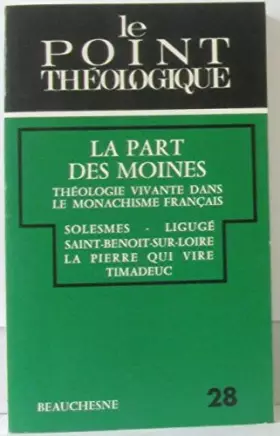 le
POINT
THÉOLOGIQUE
LA PART
DES MOINES
THÉOLOGIE VIVANTE DANS
LE MONACHISME FRANÇAIS
SOLESMES - LIGUGÉ
SAINT-BENOIT-SUR-LOIRE
LA PIERRE QUI VIRE
TIMADEUC
BEAUCHESNE 28